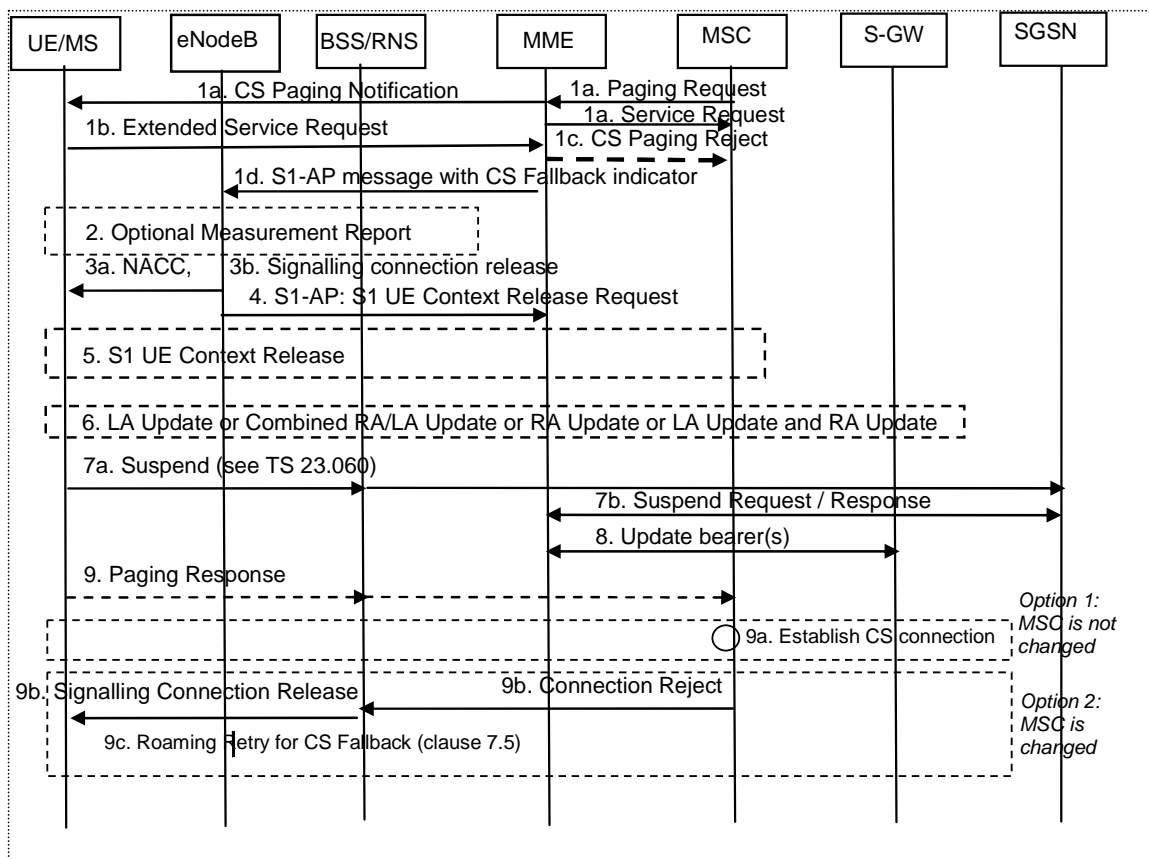 UE/MS
eNodeB
BSS/RNS
MME
MSC
S-GW
SGSN
1a. CS Paging Notification
1a. Paging Request
1a. Service Request
1b. Extended Service Request
1c. CS Paging Reject
1d. S1-AP message with CS Fallback indicator
2. Optional Measurement Report
3a. NACC,
3b. Signalling connection release
4. S1-AP: S1 UE Context Release Request
5. S1 UE Context Release
6. LA Update or Combined RA/LA Update or RA Update or LA Update and RA Update
7a. Suspend (see TS 23.060)
7b. Suspend Request / Response
8. Update bearer(s)
9. Paging Response
Option 1:
MSC is not
changed
9a. Establish CS connection
9b. Signalling Connection Release
9b. Connection Reject
Option 2:
MSC is
changed
9c. Roaming Retry for CS Fallback (clause 7.5)